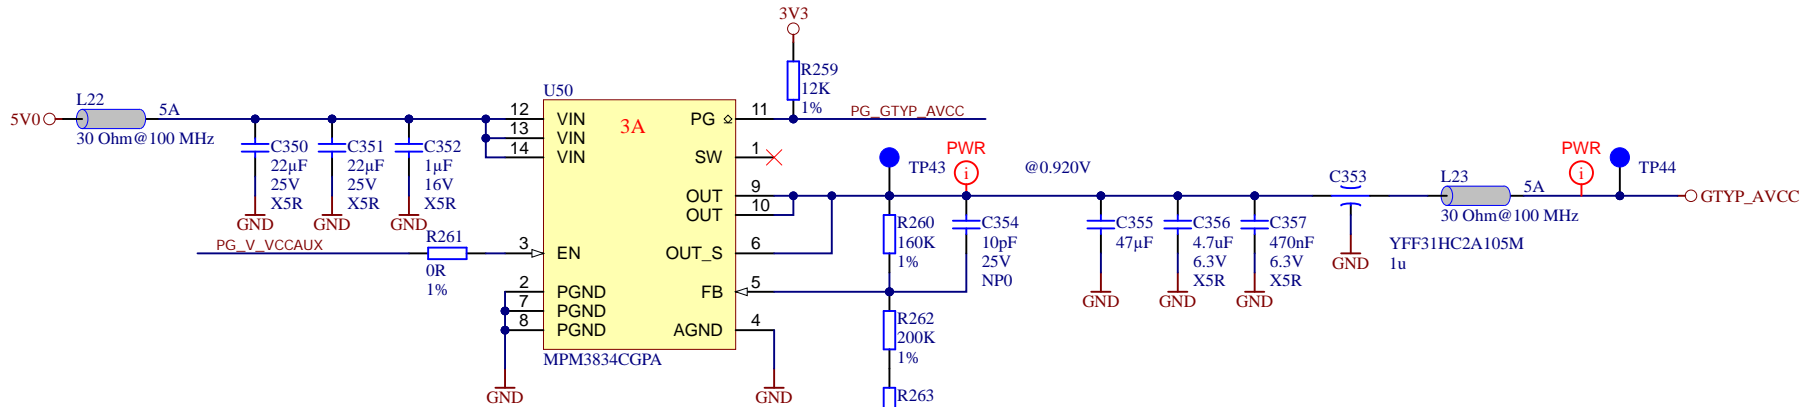 3V3
R259
12K
1%
L22
5A
5V0
30 Ohm@100 MHz
U50
12
VIN
13
VIN
14
VIN
3A
PG
11
PG_GTYP_AVCC
SW
1
C350
22µF
25V
X5R
GND
C351
22µF
25V
X5R
GND
C352
1µF
16V
X5R
GND
OUT
9
OUT
10
OUT_S
6
FB
5
AGND
4
PG_V_VCCAUX
R261
0R
1%
3
EN
2
PGND
7
PGND
8
PGND
MPM3834CGPA
GND
GND
TP43
PWR
i
@0.920V
R260
160K
1%
C354
10pF
25V
NP0
R262
200K
1%
R263
C355
47µF
GND
C356
4.7uF
6.3V
X5R
GND
C357
470nF
6.3V
X5R
GND
C353
GND
YFF31HC2A105M
1u
L23
5A
30 Ohm@100 MHz
PWR
i
TP44
GTYP_AVCC